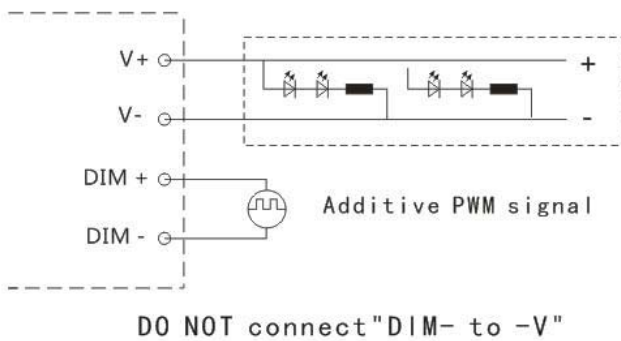 V+
+
V-
-
DIM +
Additive PWM signal
DIM -
DO NOT connect"DIM- to -V"